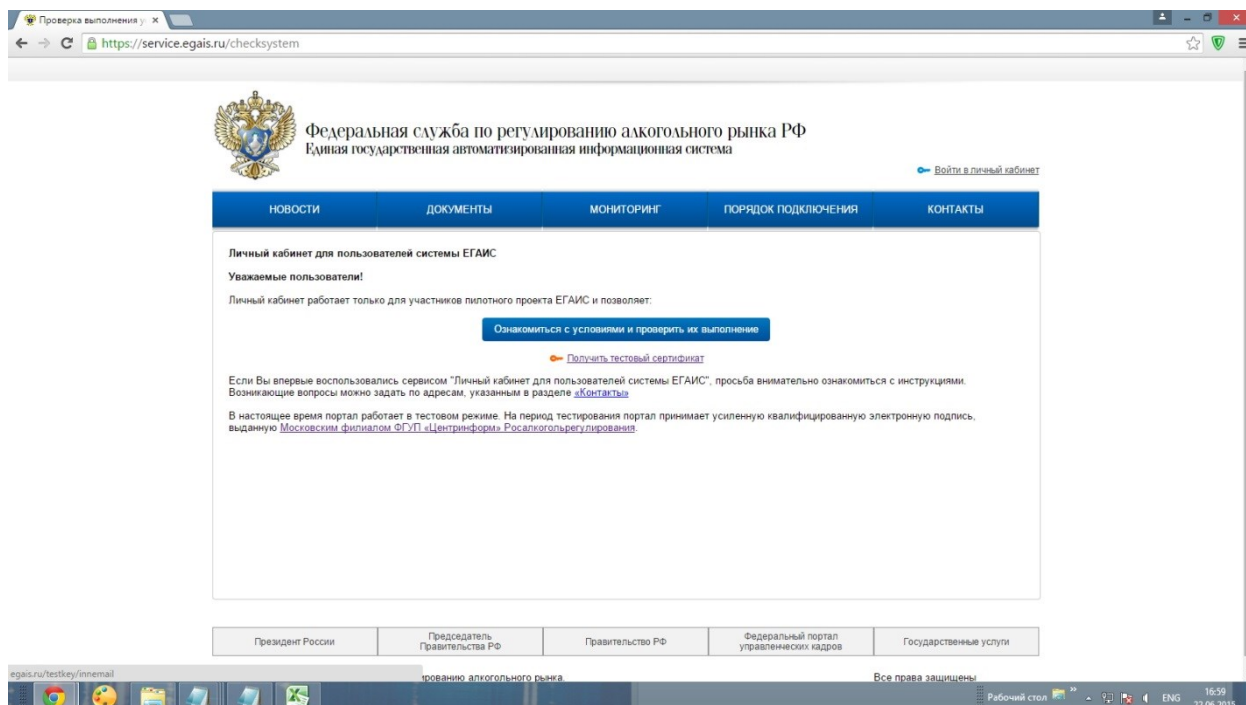 Проверка выполнения у
https://service.egais.ru/checksystem
Федеральная служба по регулированию алкогольного рынка РФ
Единая государственная автоматизированная информационная система
Войти в личный кабинет
НОВОСТИ
ДОКУМЕНТЫ
МОНИТОРИНГ
ПОРЯДОК ПОДКЛЮЧЕНИЯ
КОНТАКТЫ
Личный кабинет для пользователей системы ЕГАИС
Уважаемые пользователи!
Личный кабинет работает только для участников пилотного проекта ЕГАИС и позволяет:
Ознакомиться с условиями и проверить их выполнение
Получить тестовый сертификат
Если Вы впервые воспользовались сервисом "Личный кабинет для пользователей системы ЕГАИС", просьба внимательно ознакомиться с инструкциями.
Возникающие вопросы можно задать по адресам, указанным в разделе «Контакты»
В настоящее время портал работает в тестовом режиме. На период тестирования портал принимает усиленную квалифицированную электронную подпись,
выданную Московским филиалом ФГУП «Центринформ» Росалкогольрегулирования.
Президент России
Председатель
Правительства РФ
Правительство РФ
Федеральный портал
управленческих кадров
Государственные услуги
egais.ru/testkey/innemail
ированию алкогольного рынка.
Все права защищены
Рабочий стол
ENG
16:59
22.06.2015